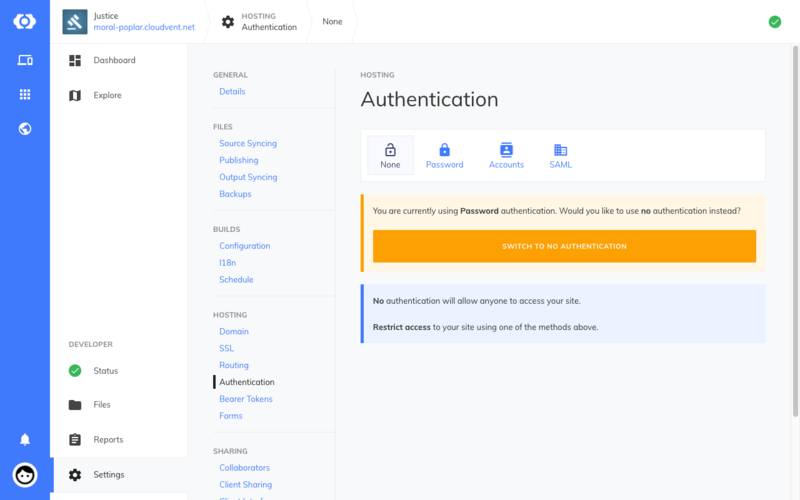 Justice
moral-poplar.cloudvent.net
HOSTING
Authentication
None
Dashboard
Explore
DEVELOPER
Status
Files
Reports
Settings
GENERAL
Details
FILES
Source Syncing
Publishing
Output Syncing
Backups
BUILDS
Configuration
I18n
Schedule
HOSTING
Domain
SSL
Routing
Authentication
Bearer Tokens
Forms
SHARING
Collaborators
Client Sharing
HOSTING
Authentication
None
Password
Accounts
SAML
You are currently using Password authentication. Would you like to use no authentication instead?
SWITCH TO NO AUTHENTICATION
No authentication will allow anyone to access your site.
Restrict access to your site using one of the methods above.